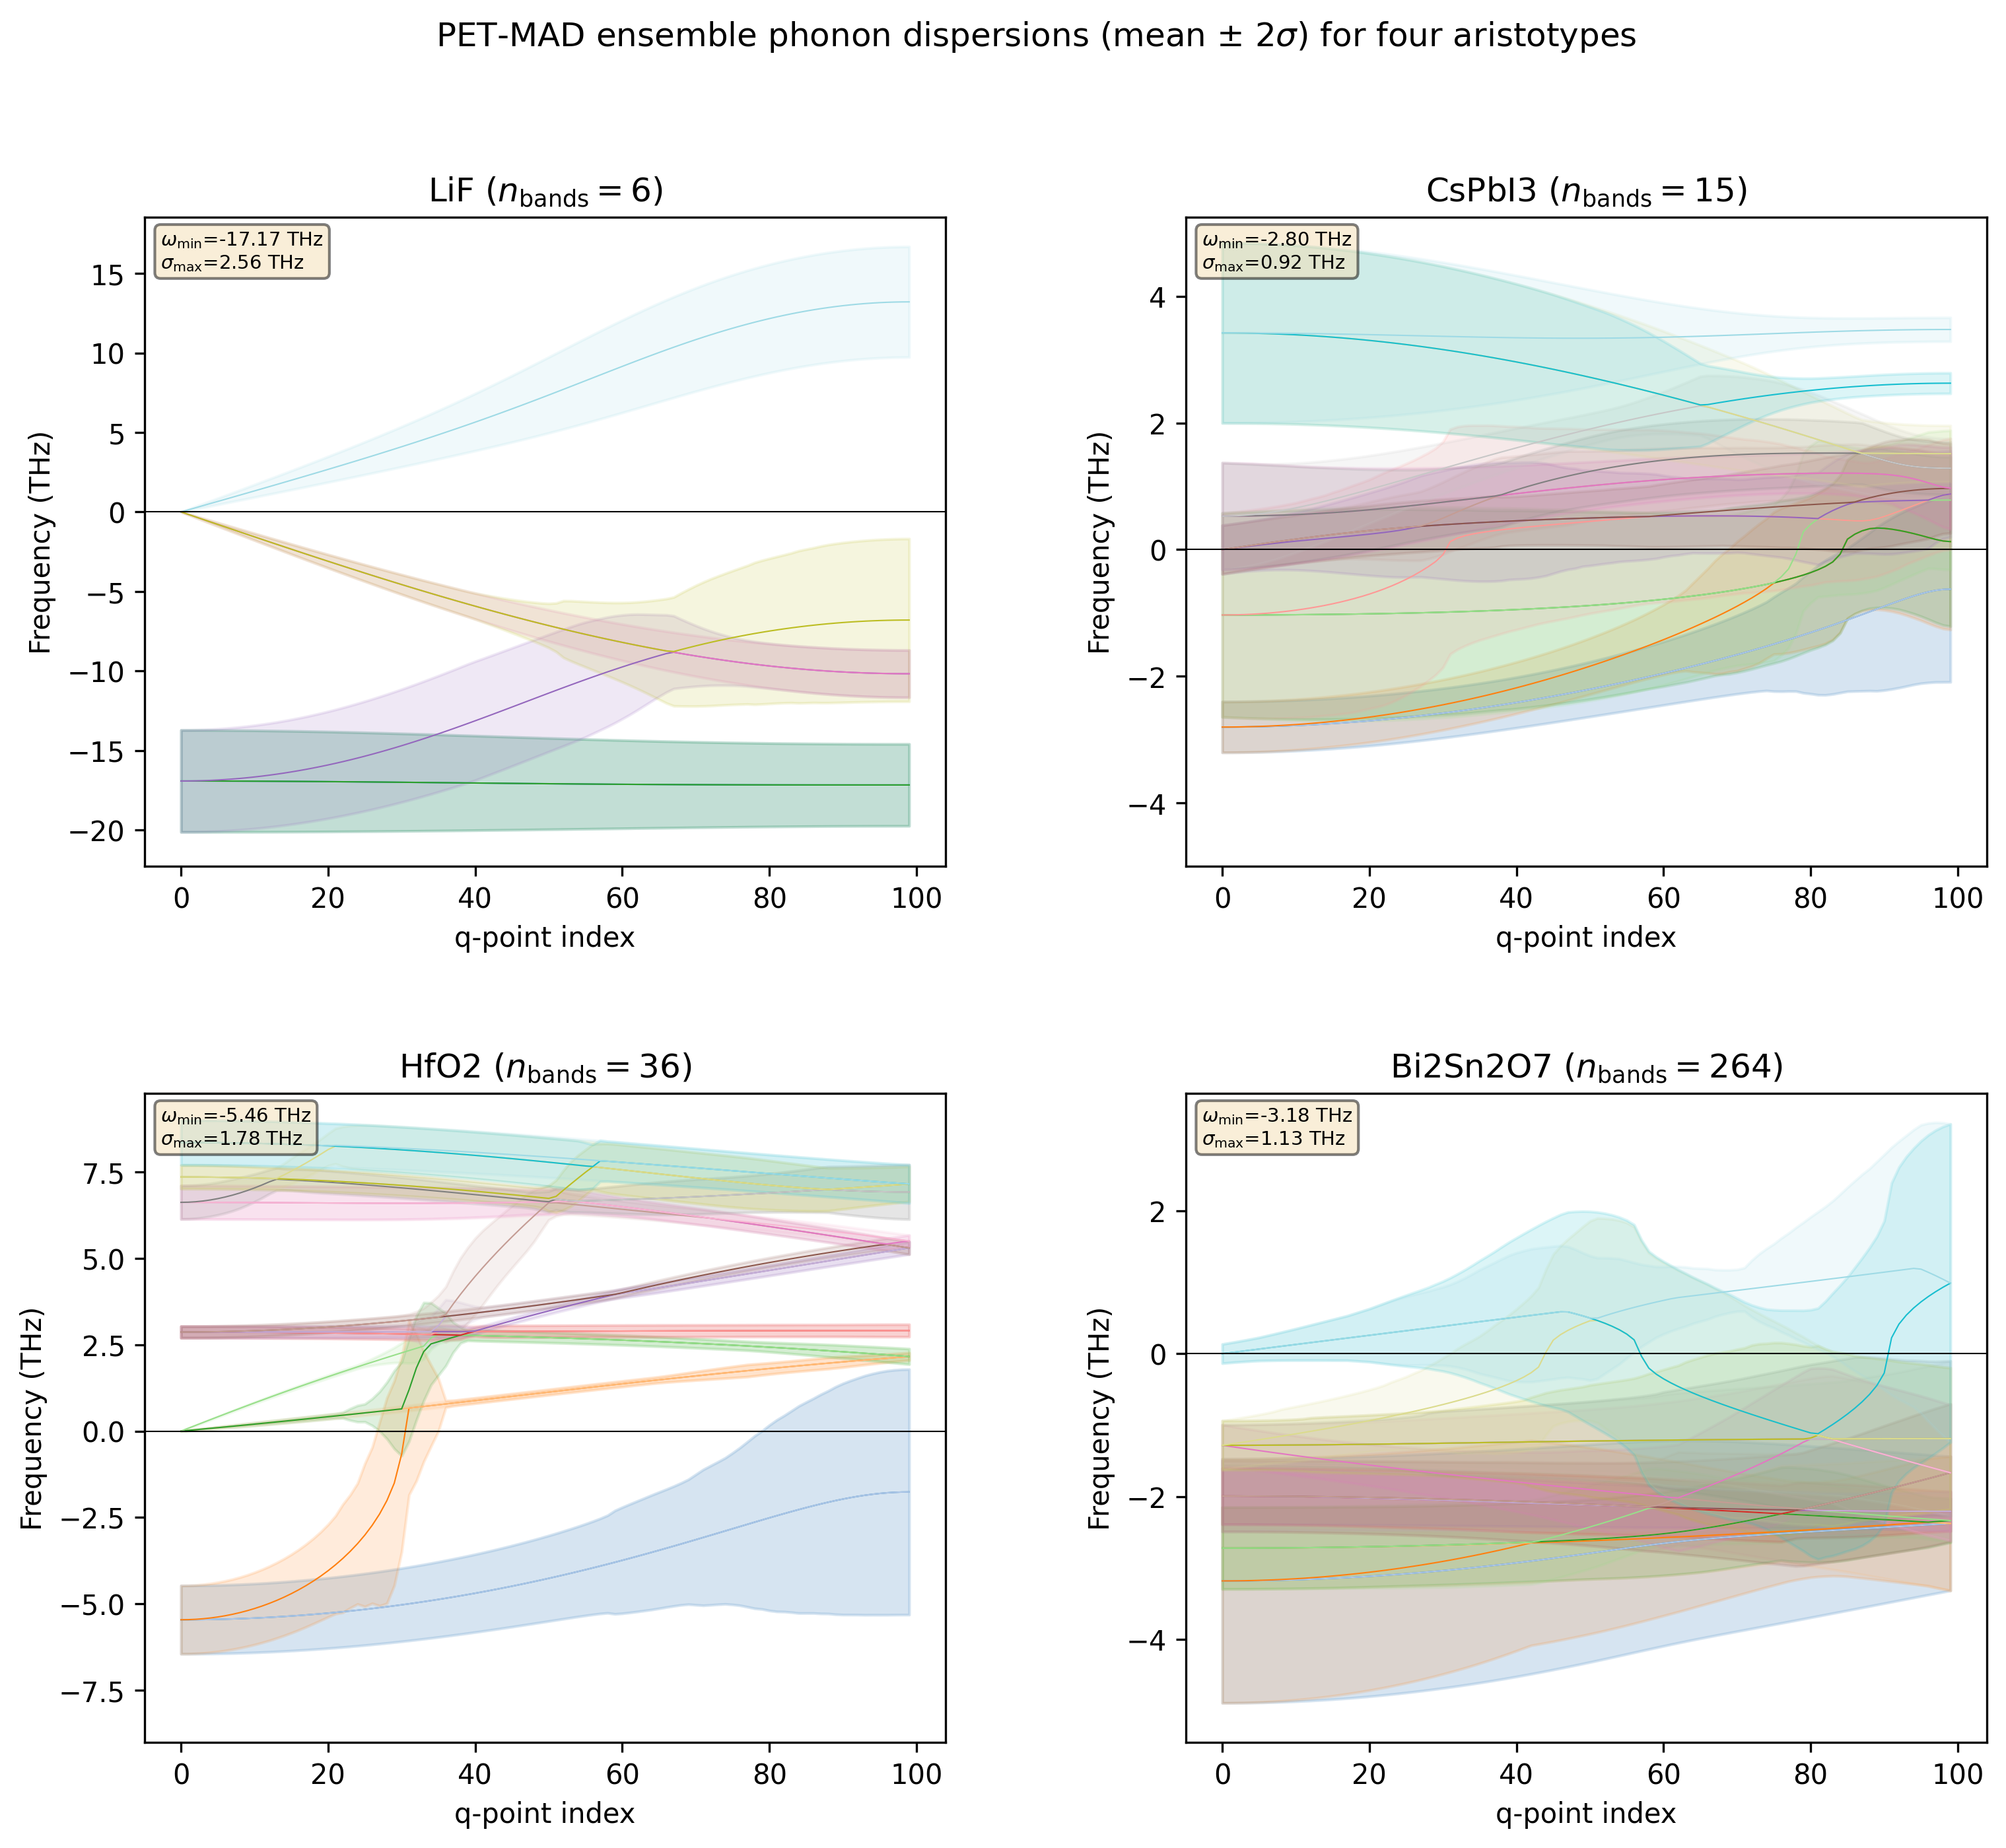 PET-MAD ensemble phonon dispersions (mean ± 2σ) for four aristotypes
LiF (n_bands = 6)
ω_min=-17.17 THz
σ_max=2.56 THz
Frequency (THz)
15
10
5
0
−5
−10
−15
−20
0 20 40 60 80 100
q-point index
CsPbI3 (n_bands = 15)
ω_min=-2.80 THz
σ_max=0.92 THz
Frequency (THz)
4
2
0
−2
−4
0 20 40 60 80 100
q-point index
HfO2 (n_bands = 36)
ω_min=-5.46 THz
σ_max=1.78 THz
Frequency (THz)
7.5
5.0
2.5
0.0
−2.5
−5.0
−7.5
0 20 40 60 80 100
q-point index
Bi2Sn2O7 (n_bands = 264)
ω_min=-3.18 THz
σ_max=1.13 THz
Frequency (THz)
2
0
−2
−4
0 20 40 60 80 100
q-point index